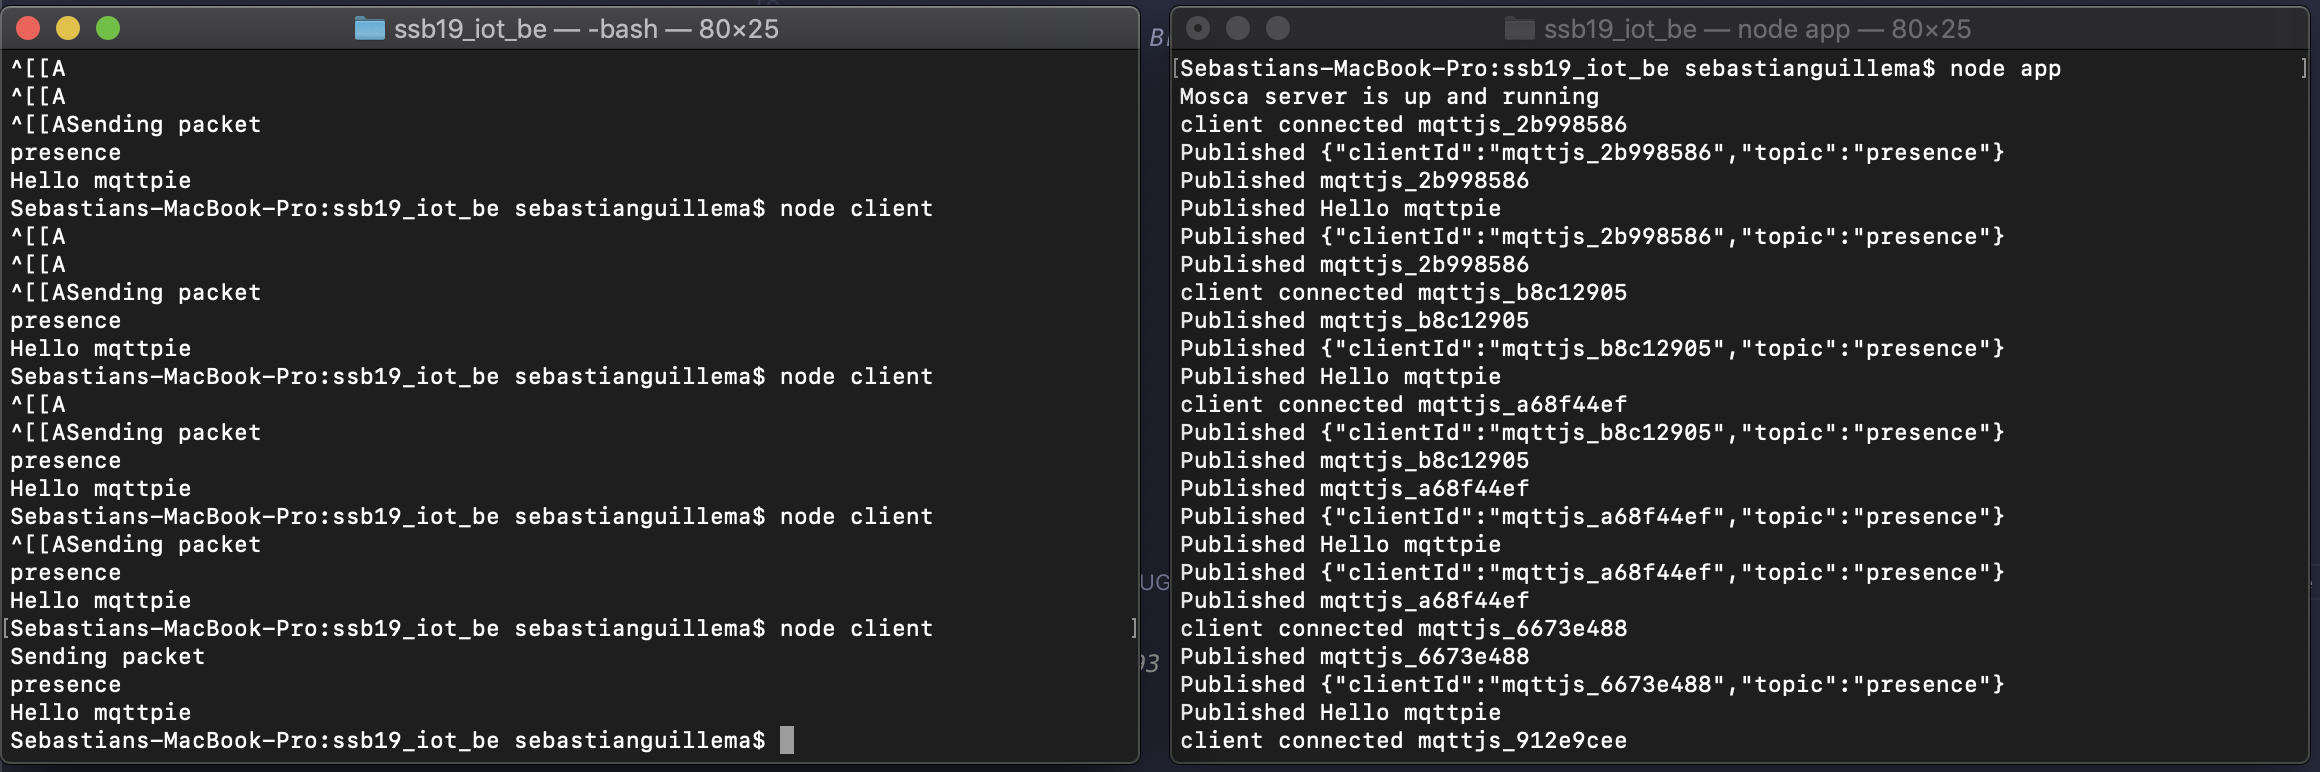 ssb19_iot_be — -bash — 80×25
^[[A
^[[A
^[[ASending packet
presence
Hello mqttpie
Sebastians-MacBook-Pro:ssb19_iot_be sebastianguillema$ node client
^[[A
^[[A
^[[ASending packet
presence
Hello mqttpie
Sebastians-MacBook-Pro:ssb19_iot_be sebastianguillema$ node client
^[[A
^[[ASending packet
presence
Hello mqttpie
Sebastians-MacBook-Pro:ssb19_iot_be sebastianguillema$ node client
^[[ASending packet
presence
Hello mqttpie
[Sebastians-MacBook-Pro:ssb19_iot_be sebastianguillema$ node client ]
Sending packet
presence
Hello mqttpie
Sebastians-MacBook-Pro:ssb19_iot_be sebastianguillema$
ssb19_iot_be — node app — 80×25
[Sebastians-MacBook-Pro:ssb19_iot_be sebastianguillema$ node app ]
Mosca server is up and running
client connected mqttjs_2b998586
Published {"clientId":"mqttjs_2b998586","topic":"presence"}
Published mqttjs_2b998586
Published Hello mqttpie
Published {"clientId":"mqttjs_2b998586","topic":"presence"}
Published mqttjs_2b998586
client connected mqttjs_b8c12905
Published mqttjs_b8c12905
Published {"clientId":"mqttjs_b8c12905","topic":"presence"}
Published Hello mqttpie
client connected mqttjs_a68f44ef
Published {"clientId":"mqttjs_b8c12905","topic":"presence"}
Published mqttjs_b8c12905
Published mqttjs_a68f44ef
Published {"clientId":"mqttjs_a68f44ef","topic":"presence"}
Published Hello mqttpie
Published {"clientId":"mqttjs_a68f44ef","topic":"presence"}
Published mqttjs_a68f44ef
client connected mqttjs_6673e488
Published mqttjs_6673e488
Published {"clientId":"mqttjs_6673e488","topic":"presence"}
Published Hello mqttpie
client connected mqttjs_912e9cee